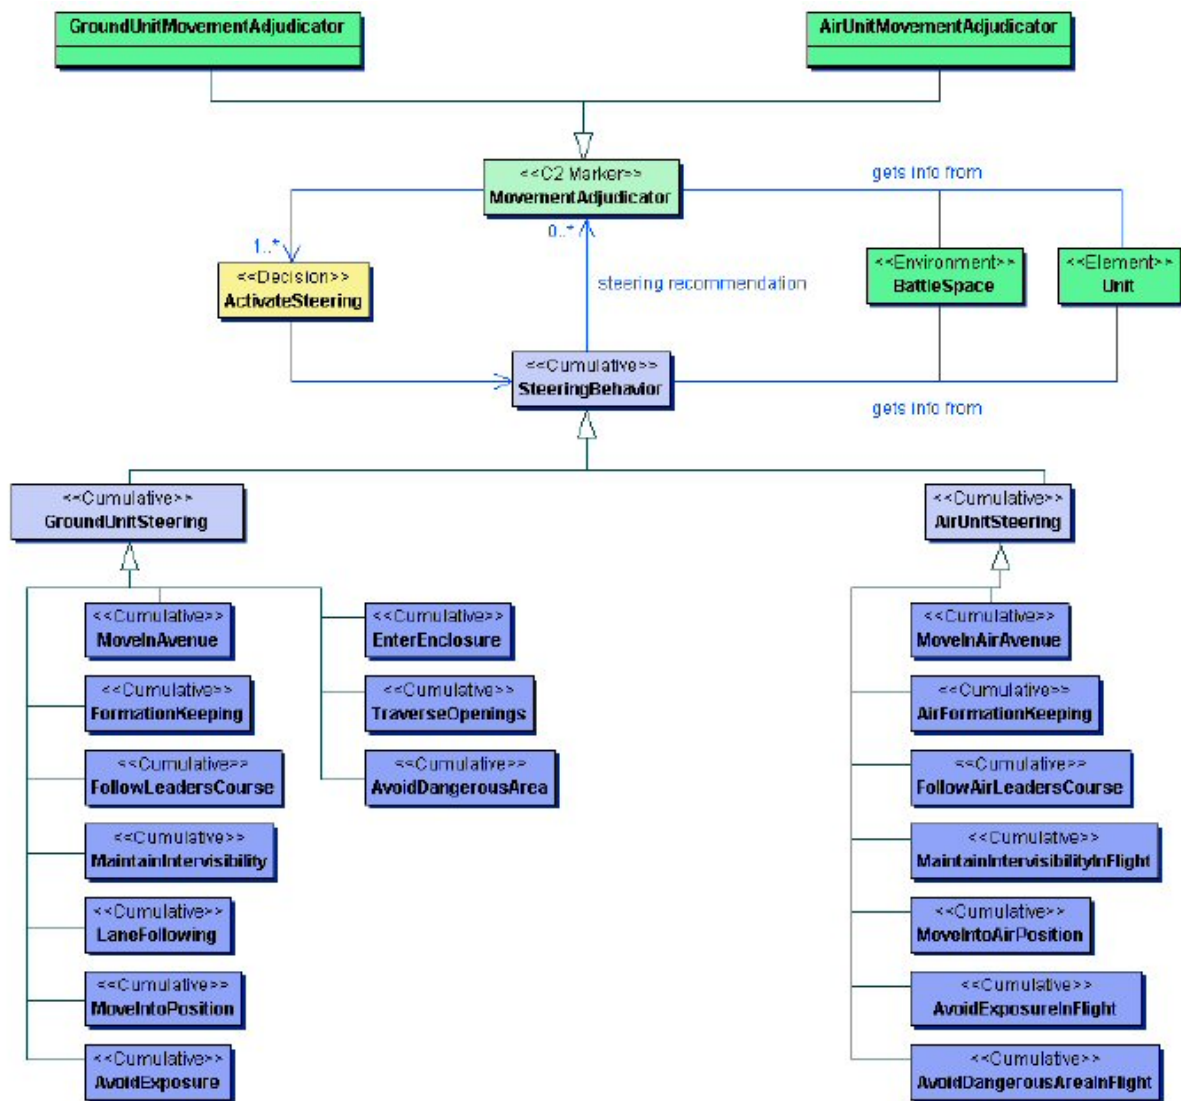 GroundUnitMovementAdjudicator
AirUnitMovementAdjudicator
<<C2 Marker>>
MovementAdjudicator
gets info from
1..*
0..*
<<Decision>>
ActivateSteering
steering recommendation
<<Environment>>
BattleSpace
<<Element>>
Unit
<<Cumulative>>
SteeringBehavior
gets info from
<<Cumulative>>
GroundUnitSteering
<<Cumulative>>
AirUnitSteering
<<Cumulative>>
MoveInAvenue
<<Cumulative>>
FormationKeeping
<<Cumulative>>
FollowLeadersCourse
<<Cumulative>>
MaintainIntervisibility
<<Cumulative>>
LaneFollowing
<<Cumulative>>
MoveIntoPosition
<<Cumulative>>
AvoidExposure
<<Cumulative>>
EnterEnclosure
<<Cumulative>>
TraverseOpenings
<<Cumulative>>
AvoidDangerousArea
<<Cumulative>>
MoveInAirAvenue
<<Cumulative>>
AirFormationKeeping
<<Cumulative>>
FollowAirLeadersCourse
<<Cumulative>>
MaintainIntervisibilityInFlight
<<Cumulative>>
MoveIntoAirPosition
<<Cumulative>>
AvoidExposureInFlight
<<Cumulative>>
AvoidDangerousAreaInFlight